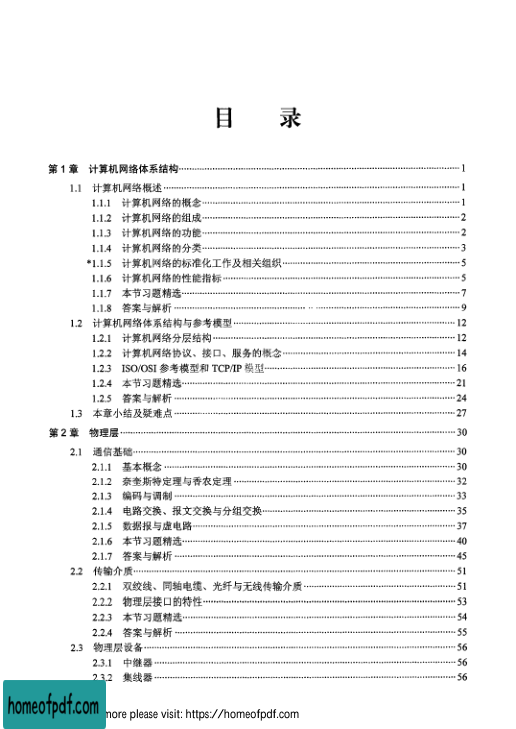 目 录
第 1 章 计算机网络体系结构 1
1.1 计算机网络概述 1
1.1.1 计算机网络的概念 1
1.1.2 计算机网络的组成 2
1.1.3 计算机网络的功能 2
1.1.4 计算机网络的分类 3
*1.1.5 计算机网络的标准化工作及相关组织 5
1.1.6 计算机网络的性能指标 5
1.1.7 本节习题精选 7
1.1.8 答案与解析 9
1.2 计算机网络体系结构与参考模型 12
1.2.1 计算机网络分层结构 12
1.2.2 计算机网络协议、接口、服务的概念 14
1.2.3 ISO/OSI 参考模型和 TCP/IP 模型 16
1.2.4 本节习题精选 21
1.2.5 答案与解析 24
1.3 本章小结及疑难点 27
第 2 章 物理层 30
2.1 通信基础 30
2.1.1 基本概念 30
2.1.2 奈奎斯特定理与香农定理 32
2.1.3 编码与调制 33
2.1.4 电路交换、报文交换与分组交换 35
2.1.5 数据报与虚电路 37
2.1.6 本节习题精选 40
2.1.7 答案与解析 45
2.2 传输介质 51
2.2.1 双绞线、同轴电缆、光纤与无线传输介质 51
2.2.2 物理层接口的特性 53
2.2.3 本节习题精选 54
2.2.4 答案与解析 55
2.3 物理层设备 56
2.3.1 中继器 56
2.3.2 集线器 56
homeofpdf.com
more please visit: https://homeofpdf.com